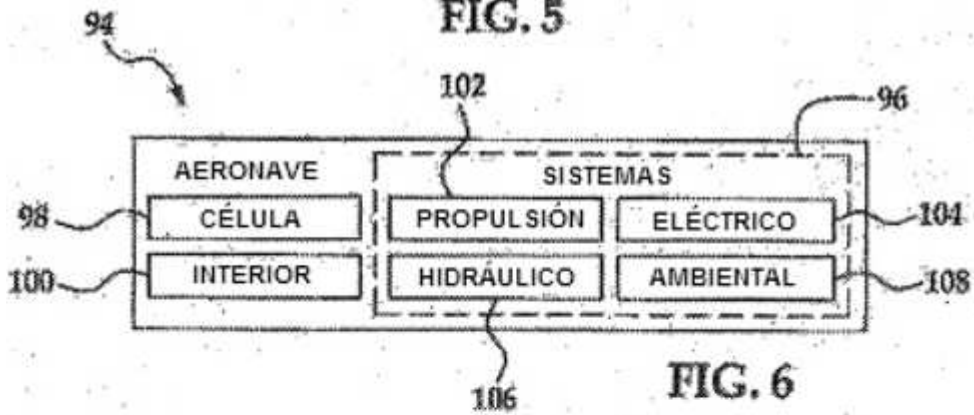 FIG. 5
94
102
96
AERONAVE
SISTEMAS
98
CÉLULA
PROPULSIÓN
ELÉCTRICO
104
100
INTERIOR
HIDRÁULICO
AMBIENTAL
108
106
FIG. 6